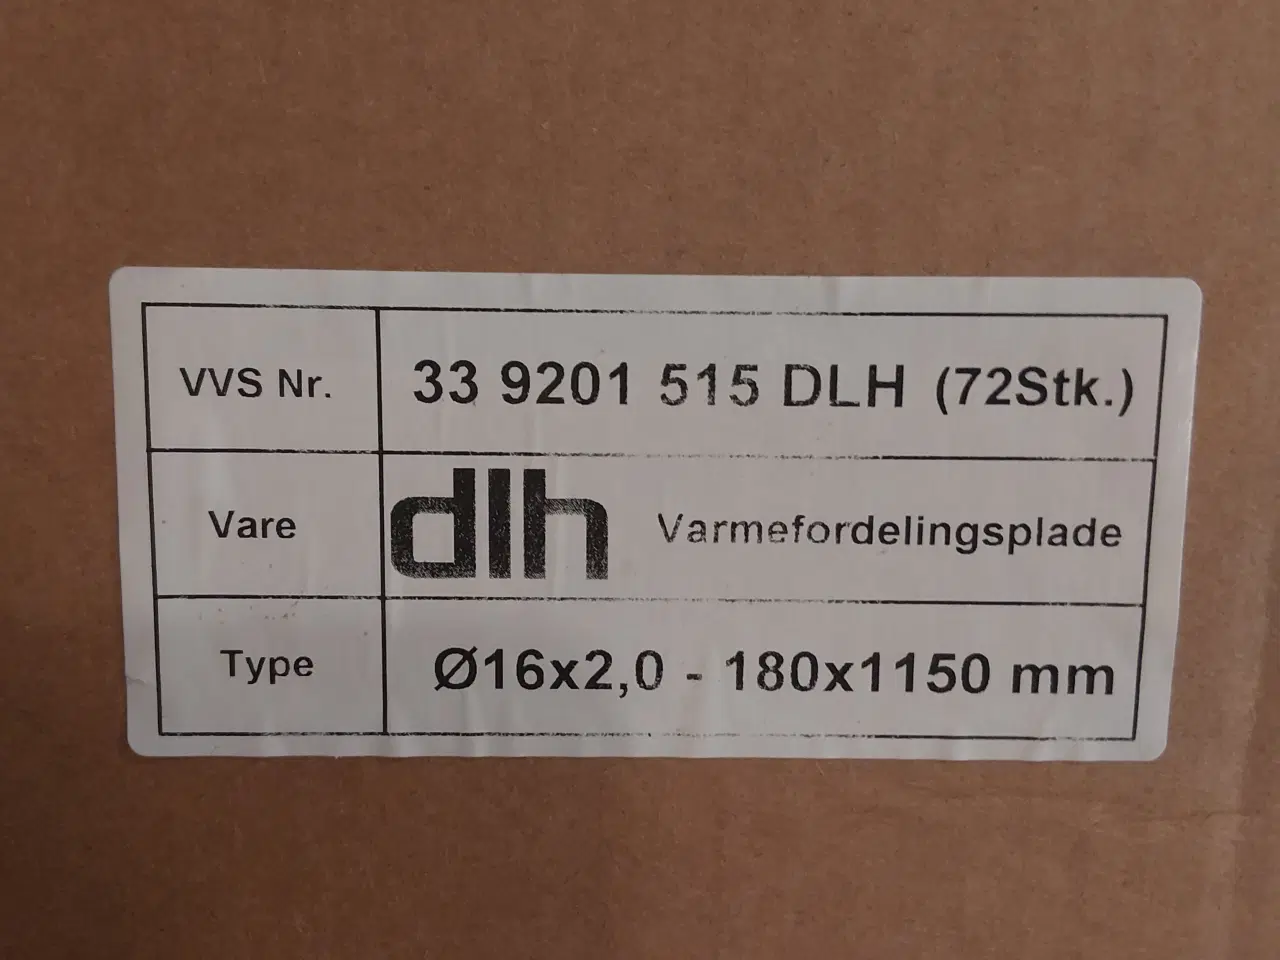 VVS Nr. 33 9201 515 DLH (72Stk.)
Vare dlh Varmefordelingsplade
Type Ø16x2,0 - 180x1150 mm